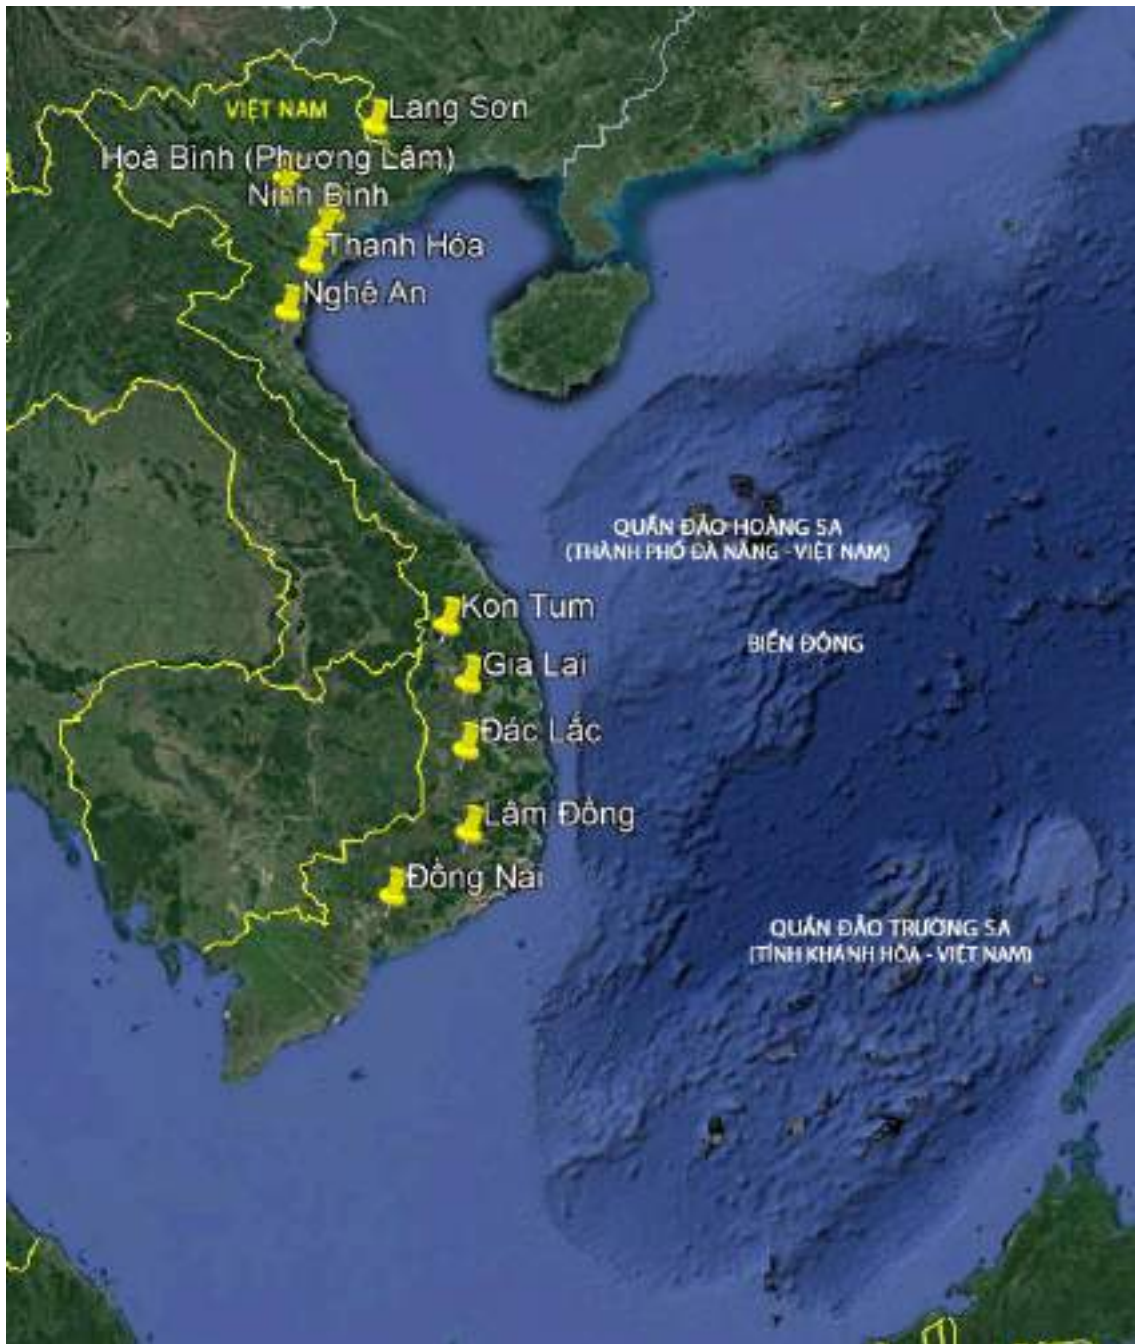 Lạng Sơn
VIỆT NAM
Hoà Bình (Phương Lâm)
Ninh Bình
Thanh Hóa
Nghê An
QUẦN ĐẢO HOÀNG SA
(THÀNH PHỐ ĐÀ NẴNG - VIỆT NAM)
Kon Tum
BIỂN ĐÔNG
Gia Lai
Đác Lắc
Lâm Đồng
Đồng Nai
QUẦN ĐẢO TRƯỜNG SA
(TỈNH KHÁNH HÒA - VIỆT NAM)